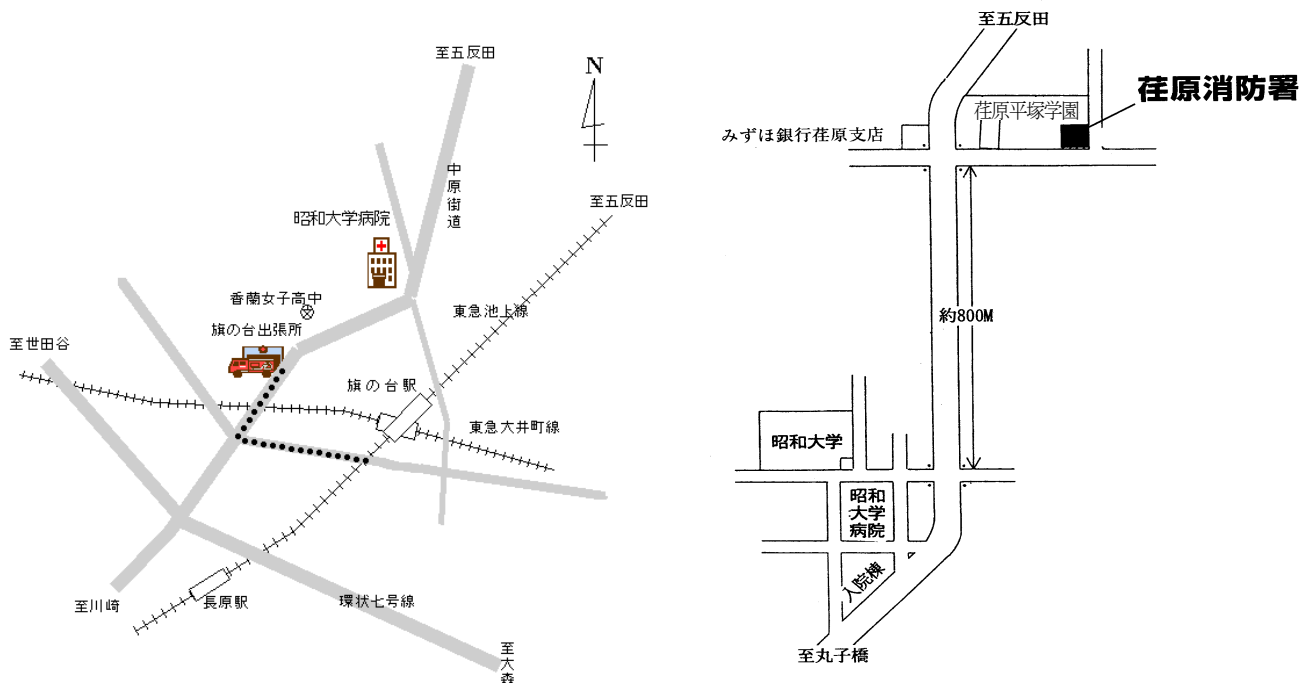 至五反田
N
中原街道
至五反田
昭和大学病院
香蘭女子高中
東急池上線
旗の台出張所
至世田谷
旗の台駅
東急大井町線
長原駅
環状七号線
至川崎
至大森
至五反田
荏原消防署
荏原平塚学園
みずほ銀行荏原支店
約800M
昭和大学
昭和
大学
病院
入院棟
至丸子橋